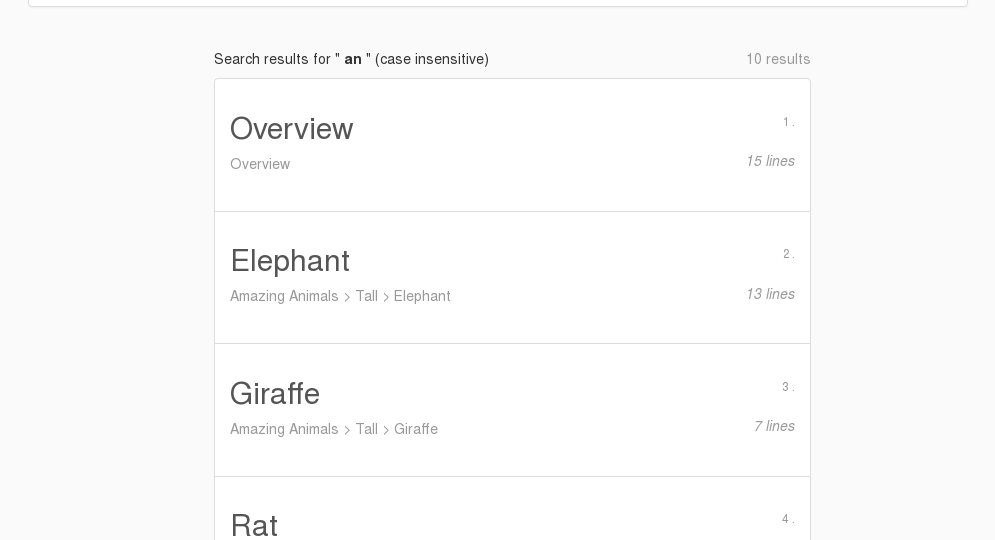 Search results for " an " (case insensitive) 10 results
Overview 1 .
Overview 15 lines
Elephant 2 .
Amazing Animals > Tall > Elephant 13 lines
Giraffe 3 .
Amazing Animals > Tall > Giraffe 7 lines
Rat 4 .